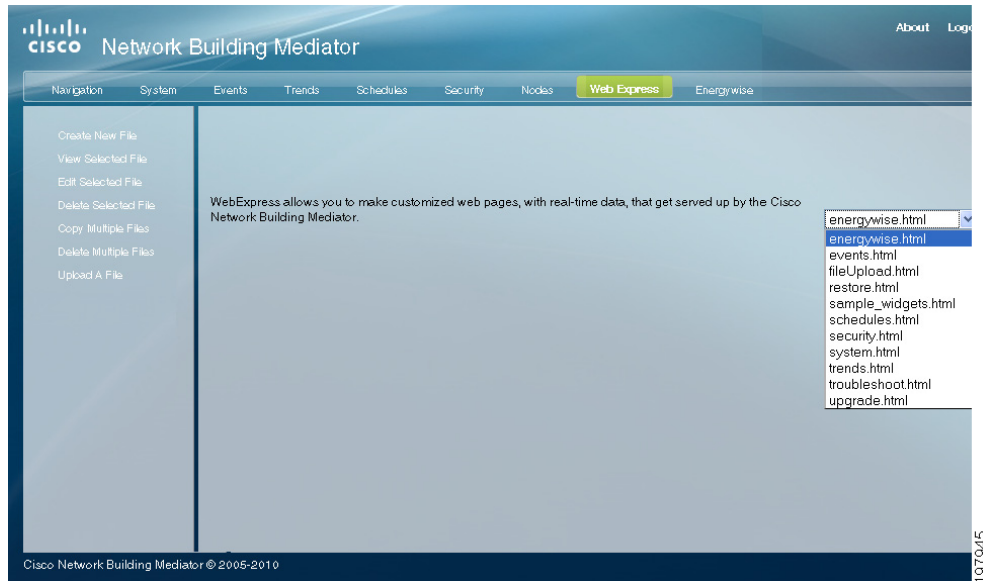 CISCO Network Building Mediator
About
Navigation System Events Trends Schedules Security Nodes Web Express Energywise
Create New File
View Selected File
Edit Selected File
Delete Selected File
Copy Multiple Files
Delete Multiple Files
Upload A File
WebExpress allows you to make customized web pages, with real-time data, that get served up by the Cisco
Network Building Mediator.
energywise.html
energywise.html
events.html
fileUpload.html
restore.html
sample_widgets.html
schedules.html
security.html
system.html
trends.html
troubleshoot.html
upgrade.html
Cisco Network Building Mediator © 2005-2010
197945